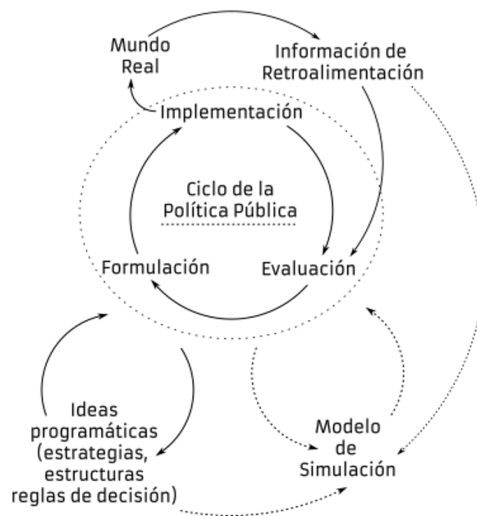 Mundo
Real
Información de
Retroalimentación
Implementación
Ciclo de la
Política Pública
Formulación
Evaluación
Ideas
programáticas
(estrategias,
estructuras
reglas de decisión)
Modelo
de
Simulación